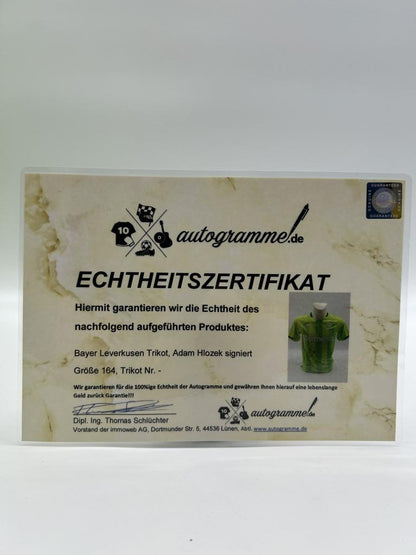 GUARANTEED
10
autogramme.de
ECHTHEITSZERTIFIKAT
Hiermit garantieren wir die Echtheit des
nachfolgend aufgeführten Produktes:
Bayer Leverkusen Trikot, Adam Hlozek signiert
Größe 164, Trikot Nr. -
Wir garantieren für die 100%ige Echtheit der Autogramme und gewähren Ihnen hierauf eine lebenslange
Geld zurück Garantie!!!
autogramme.de
Dipl. Ing. Thomas Schlüchter
Vorstand der immoweb AG, Dortmunder Str. 5, 44536 Lünen, Abtl. www.autogramme.de